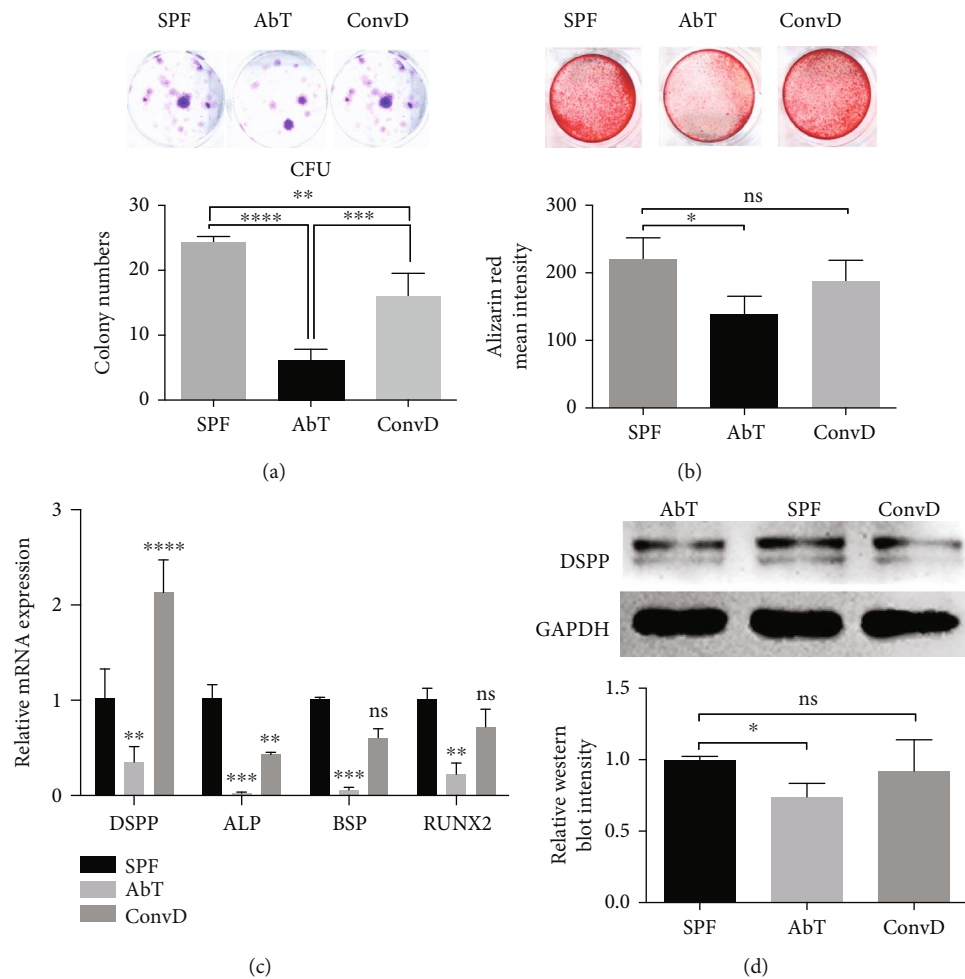 SPF AbT ConvD
CFU
**
**** ***
30
20
10
0
Colony numbers
SPF AbT ConvD
(a)
SPF AbT ConvD
ns
*
300
200
100
0
Alizarin red
mean intensity
SPF AbT ConvD
(b)
3
2
1
0
Relative mRNA expression
** ****
*** **
*** ns
** ns
DSPP ALP BSP RUNX2
SPF
AbT
ConvD
(c)
AbT SPF ConvD
DSPP
GAPDH
ns
*
1.5
1.0
0.5
0.0
Relative western
blot intensity
SPF AbT ConvD
(d)